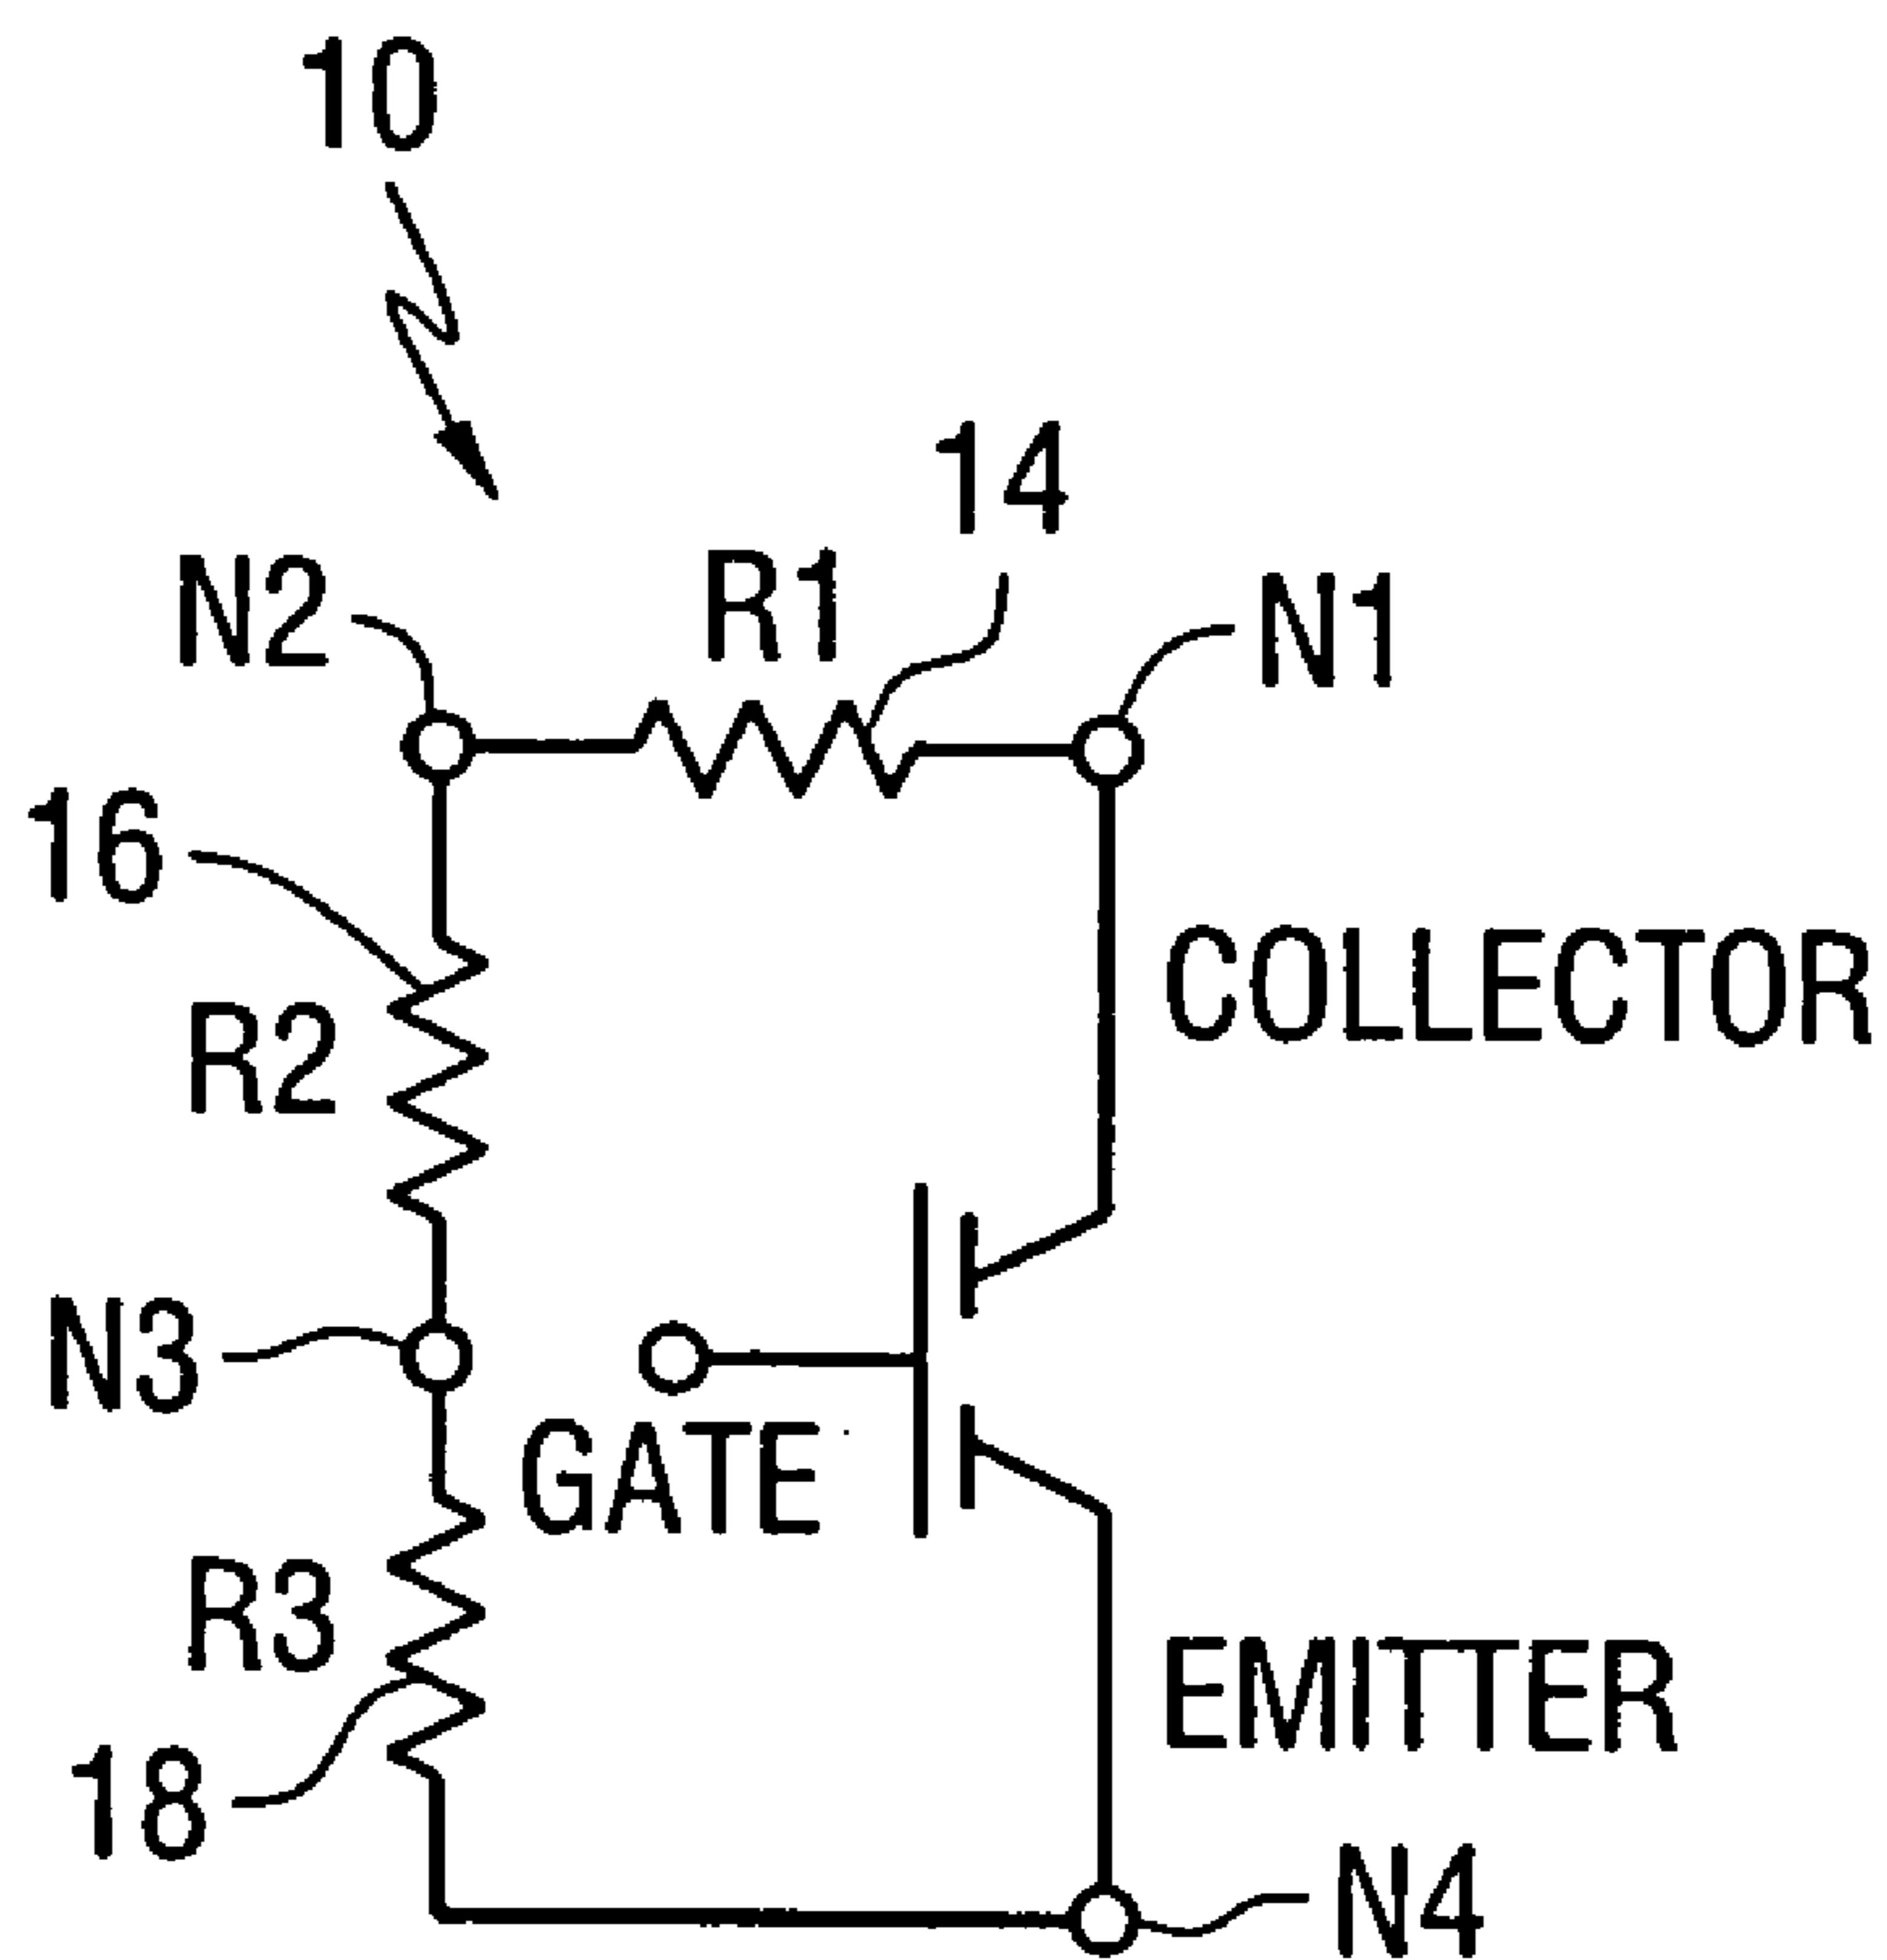 10
14
N2
R1
N1
16
COLLECTOR
R2
N3
GATE
R3
EMITTER
18
N4